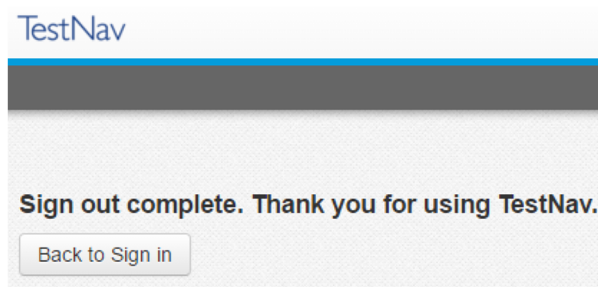 TestNav
Sign out complete. Thank you for using TestNav.
Back to Sign in